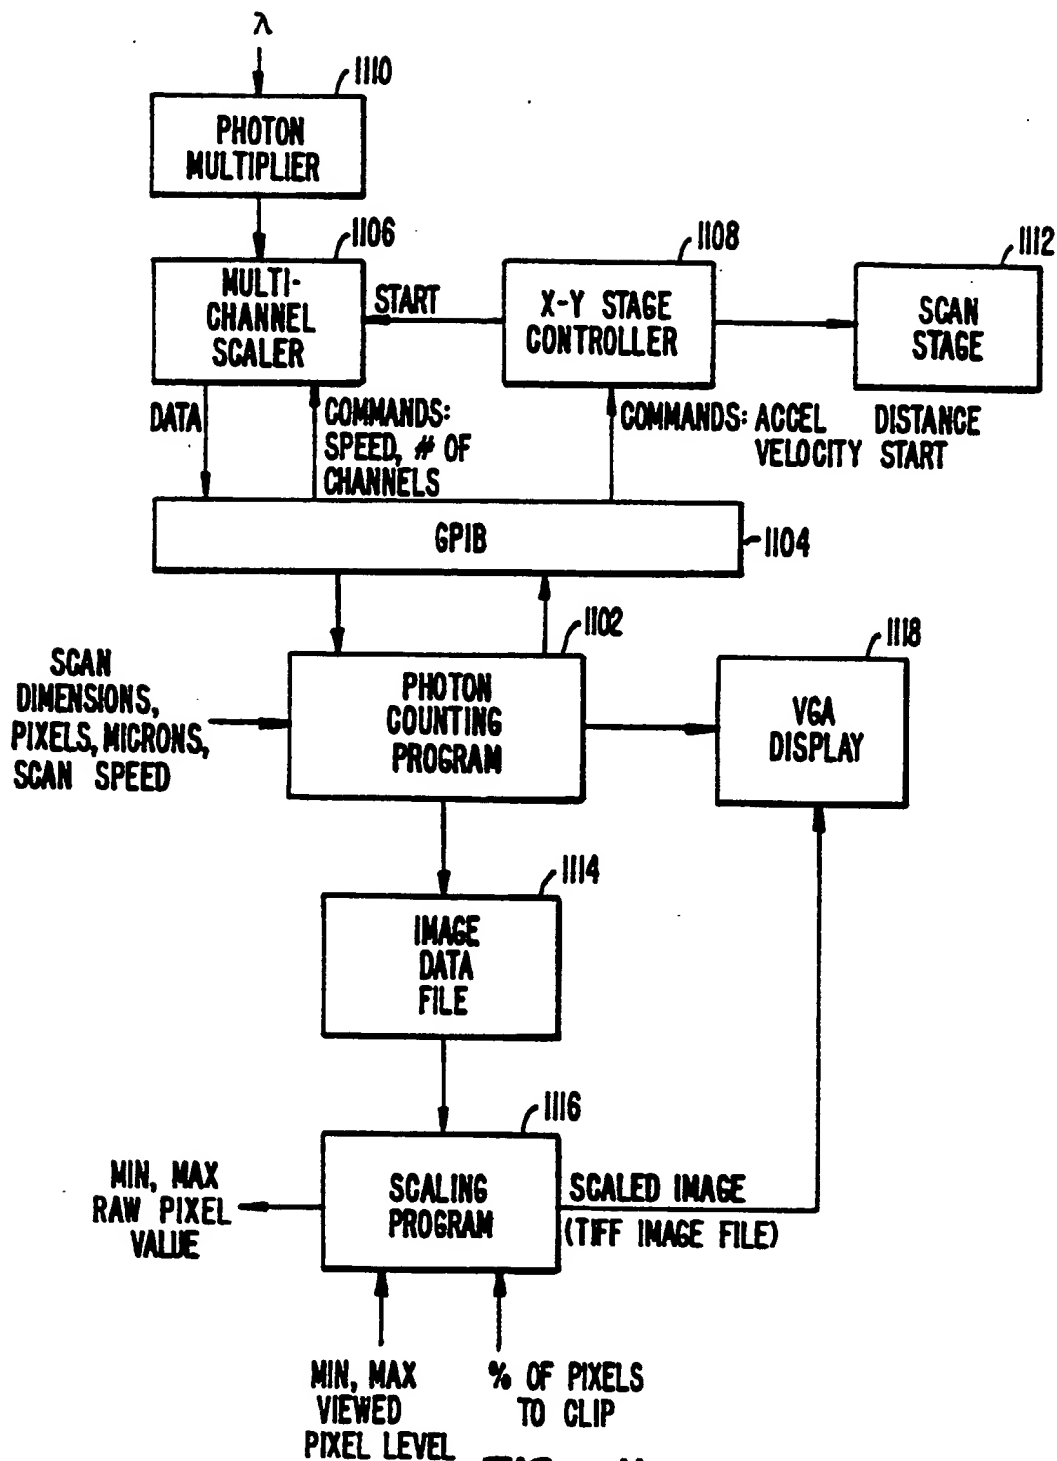 λ
1110
PHOTON
MULTIPLIER
1106
MULTI-
CHANNEL
SCALER
START
1108
X-Y STAGE
CONTROLLER
1112
SCAN
STAGE
DATA
COMMANDS:
SPEED, # OF
CHANNELS
COMMANDS: ACCEL DISTANCE
VELOCITY START
GPIB
1104
1102
PHOTON
COUNTING
PROGRAM
SCAN
DIMENSIONS,
PIXELS, MICRONS,
SCAN SPEED
1118
VGA
DISPLAY
1114
IMAGE
DATA
FILE
1116
SCALING
PROGRAM
MIN, MAX
RAW PIXEL
VALUE
SCALED IMAGE
(TIFF IMAGE FILE)
MIN, MAX
VIEWED
PIXEL LEVEL
% OF PIXELS
TO CLIP